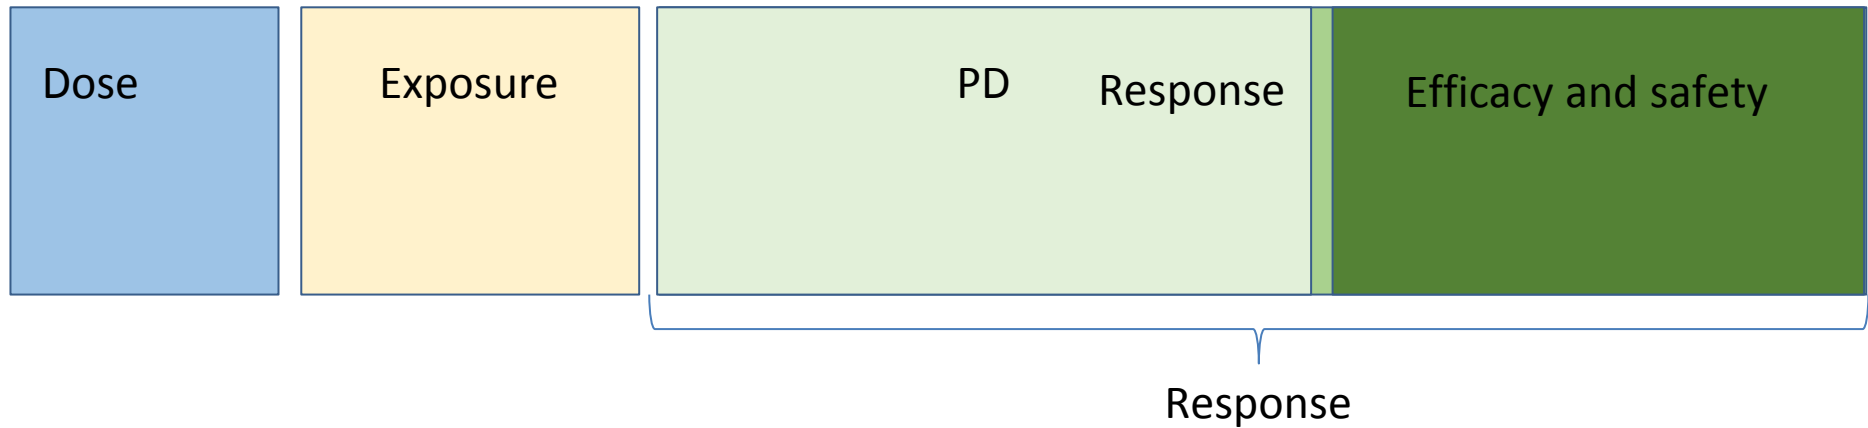 Dose
Exposure
PD
Response
Efficacy and safety
Response